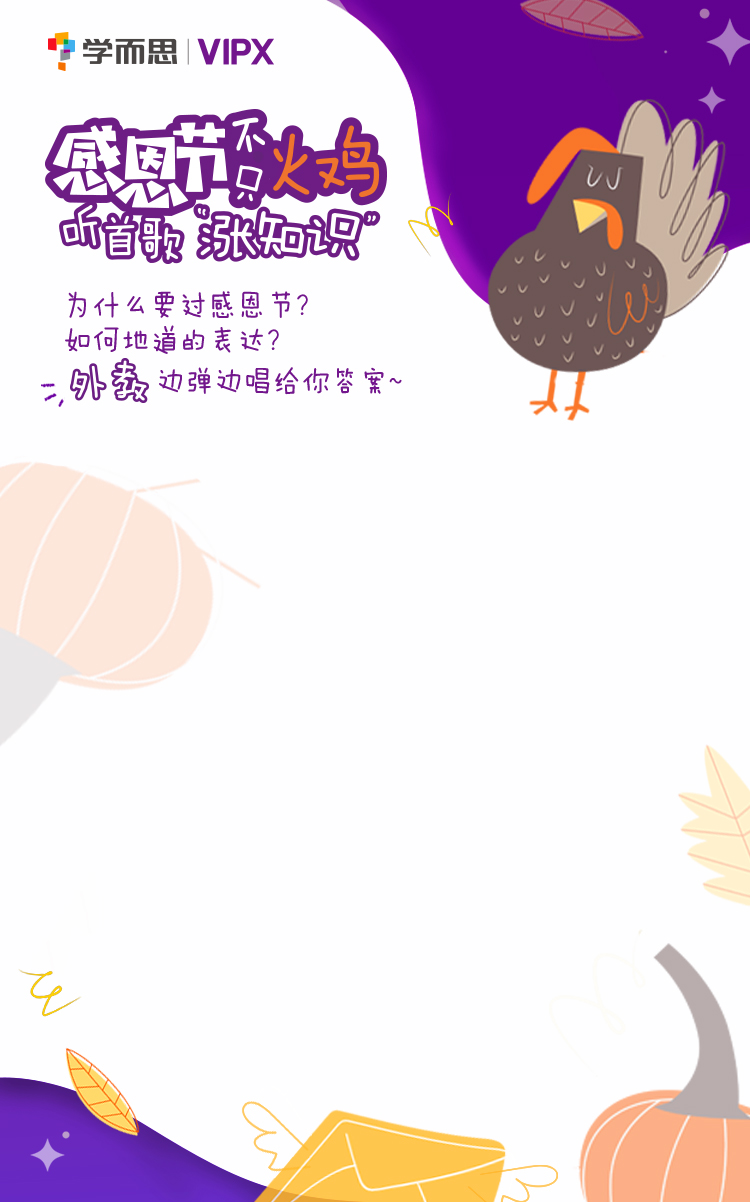 学而思 | VIPX
感恩节不只火鸡
听首歌“涨知识”
为什么要过感恩节?
如何地道的表达?
外教边弹边唱给你答案~